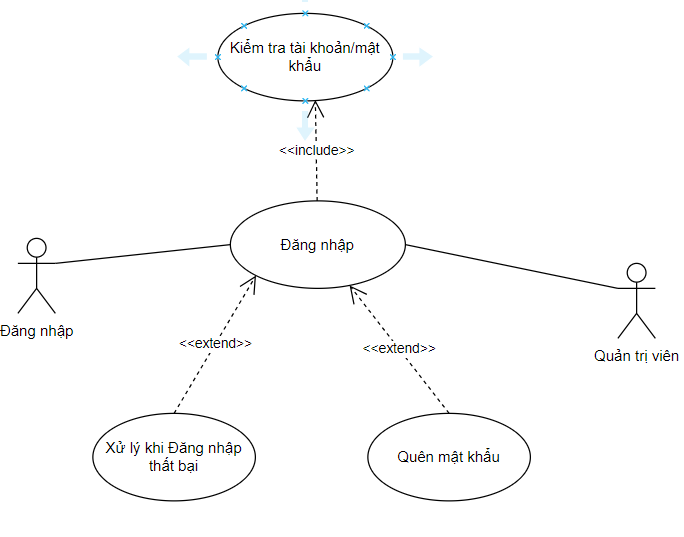 Kiểm tra tài khoản/mật
khẩu
<<include>>
Đăng nhập
Đăng nhập
Quản trị viên
<<extend>>
<<extend>>
Xử lý khi Đăng nhập
thất bại
Quên mật khẩu